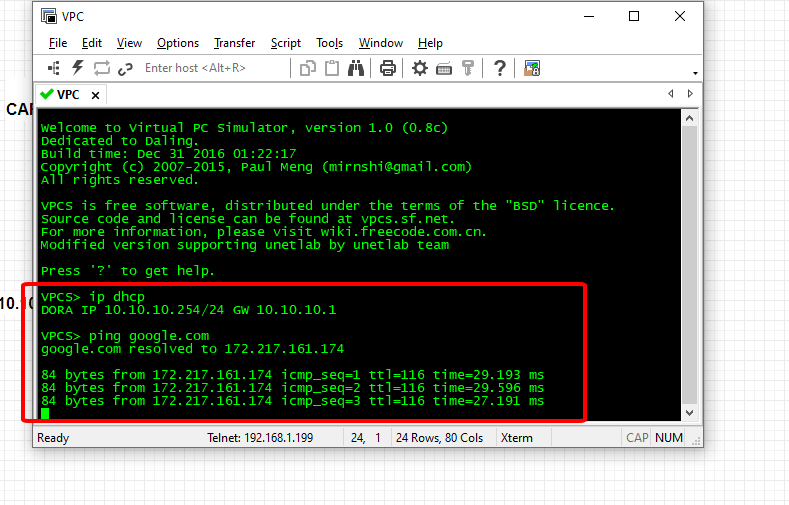 VPC
File Edit View Options Transfer Script Tools Window Help
Enter host <Alt+R>
VPC
CAP
Welcome to Virtual PC Simulator, version 1.0 (0.8c)
Dedicated to Daling.
Build time: Dec 31 2016 01:22:17
Copyright (c) 2007-2015, Paul Meng (mirnshi@gmail.com)
All rights reserved.
VPCS is free software, distributed under the terms of the "BSD" licence.
Source code and license can be found at vpcs.sf.net.
For more information, please visit wiki.freecode.com.cn.
Modified version supporting unetlab by unetlab team
Press '?' to get help.
VPCS> ip dhcp
10.10
DORA IP 10.10.10.254/24 GW 10.10.10.1
VPCS> ping google.com
google.com resolved to 172.217.161.174
84 bytes from 172.217.161.174 icmp_seq=1 ttl=116 time=29.193 ms
84 bytes from 172.217.161.174 icmp_seq=2 ttl=116 time=29.596 ms
84 bytes from 172.217.161.174 icmp_seq=3 ttl=116 time=27.191 ms
Ready Telnet: 192.168.1.199 24, 1 24 Rows, 80 Cols Xterm CAP NUM